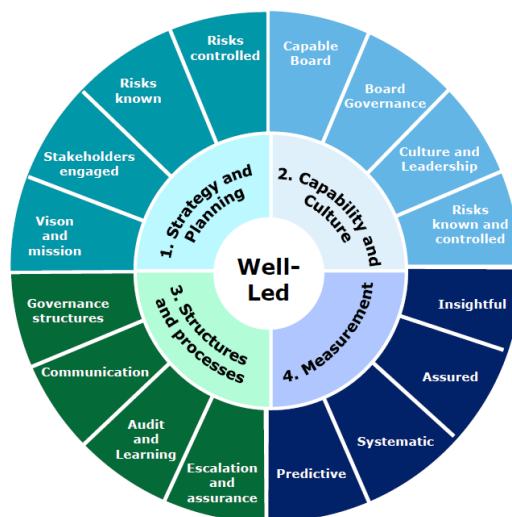 Risks
controlled
Capable
Board
Risks
known
Board
Governance
Stakeholders
engaged
Culture and
Leadership
Vison
and
mission
Risks
known and
controlled
1. Strategy and
Planning
2. Capability and
Culture
Well-
Led
3. Structures
and processes
4. Measurement
Governance
structures
Insightful
Communication
Assured
Audit
and
Learning
Systematic
Escalation
and
assurance
Predictive